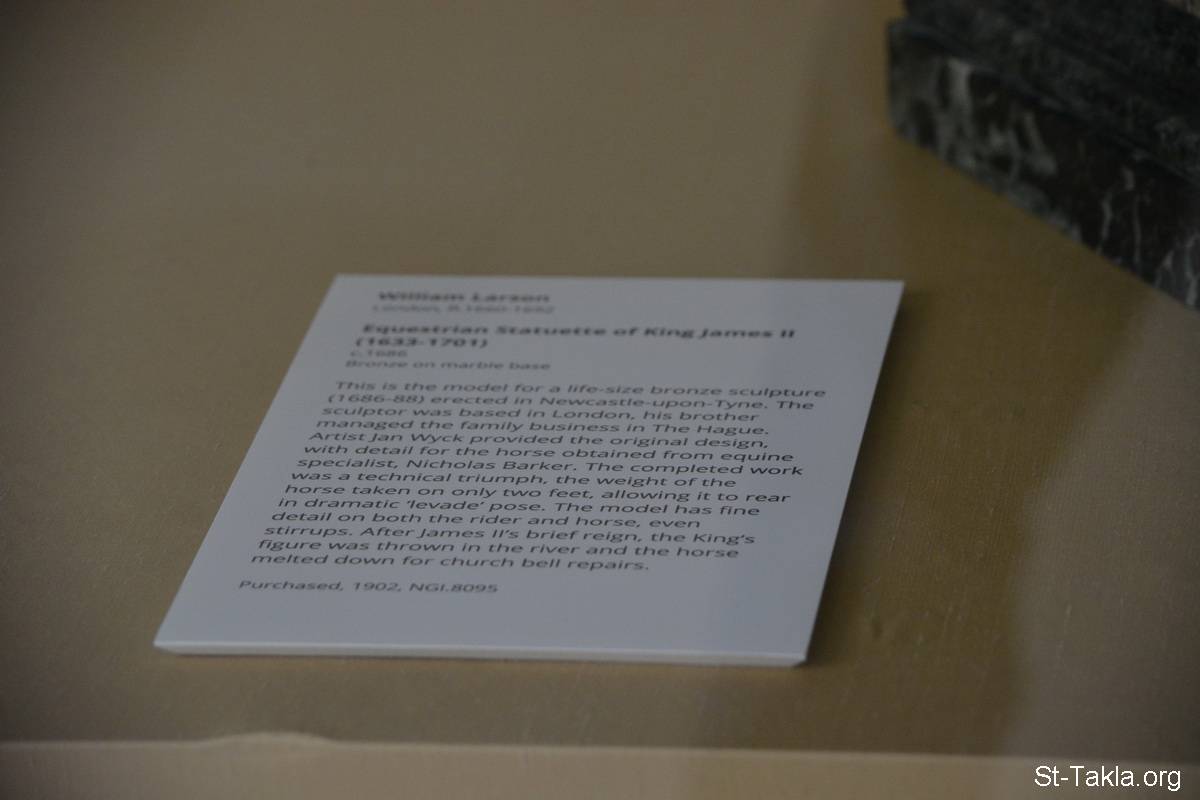 William Larson
London, fl.1660-1692
Equestrian Statuette of King James II
(1633-1701)
c.1686
Bronze on marble base
This is the model for a life-size bronze sculpture
(1686-88) erected in Newcastle-upon-Tyne. The
sculptor was based in London, his brother
managed the family business in The Hague.
Artist Jan Wyck provided the original design,
with detail for the horse obtained from equine
specialist, Nicholas Barker. The completed work
was a technical triumph, the weight of the
horse taken on only two feet, allowing it to rear
in dramatic ‘levade’ pose. The model has fine
detail on both the rider and horse, even
stirrups. After James II’s brief reign, the King’s
figure was thrown in the river and the horse
melted down for church bell repairs.
Purchased, 1902, NGI.8095
St-Takla.org